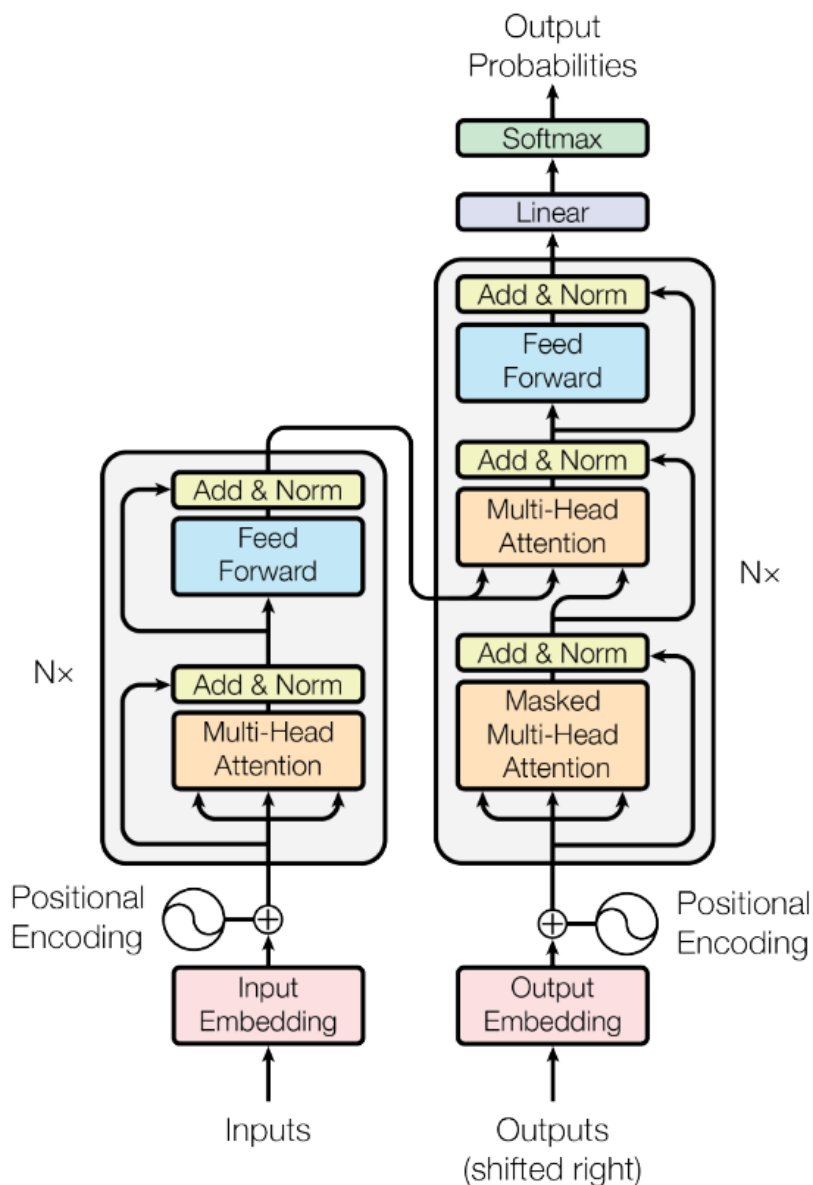 Output
Probabilities
Softmax
Linear
Add & Norm
Feed
Forward
Add & Norm
Multi-Head
Attention
Add & Norm
Masked
Multi-Head
Attention
N×
Add & Norm
Feed
Forward
Add & Norm
Multi-Head
Attention
N×
Positional
Encoding
Positional
Encoding
Input
Embedding
Output
Embedding
Inputs
Outputs
(shifted right)